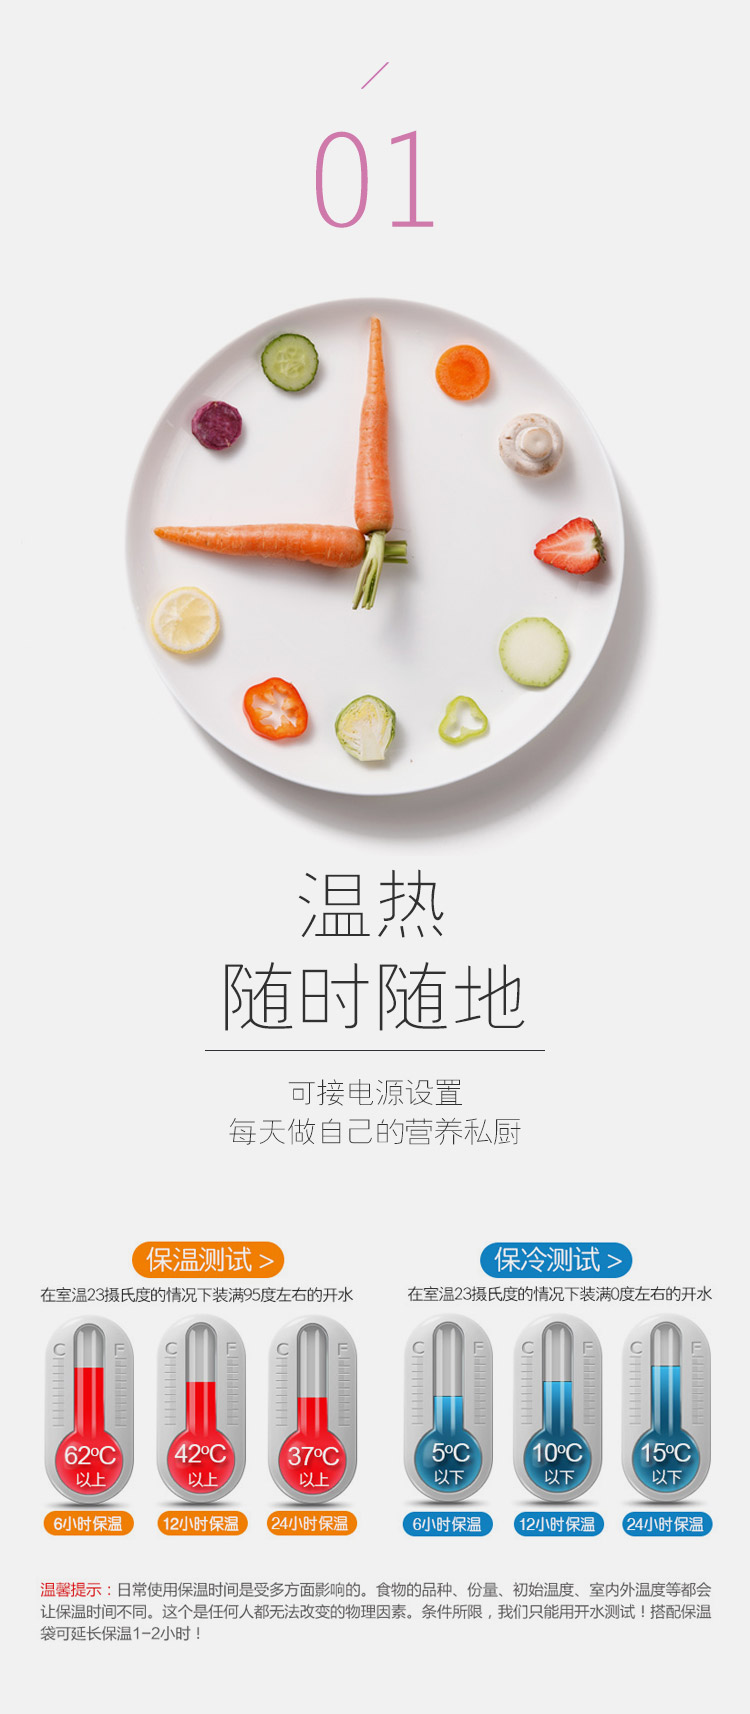 01
温热
随时随地
可接电源设置
每天做自己的营养私厨
保温测试 >
在室温23摄氏度的情况下装满95度左右的开水
C F
C F
C F
62ºC
以上
42ºC
以上
37ºC
以上
6小时保温
12小时保温
24小时保温
保冷测试 >
在室温23摄氏度的情况下装满0度左右的开水
C F
C F
C F
5ºC
以下
10ºC
以下
15ºC
以下
6小时保温
12小时保温
24小时保温
温馨提示：日常使用保温时间是受多方面影响的。食物的品种、份量、初始温度、室内外温度等都会
让保温时间不同。这个是任何人都无法改变的物理因素。条件所限，我们只能用开水测试！搭配保温
袋可延长保温1-2小时！